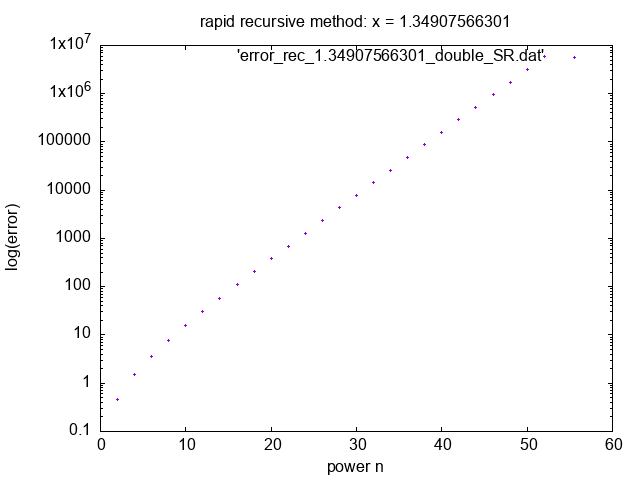 rapid recursive method: x = 1.34907566301
1x10^7
'error_rec_1.34907566301_double_SR.dat'
1x10^6
100000
10000
1000
100
10
1
0.1
log(error)
0 10 20 30 40 50 60
power n